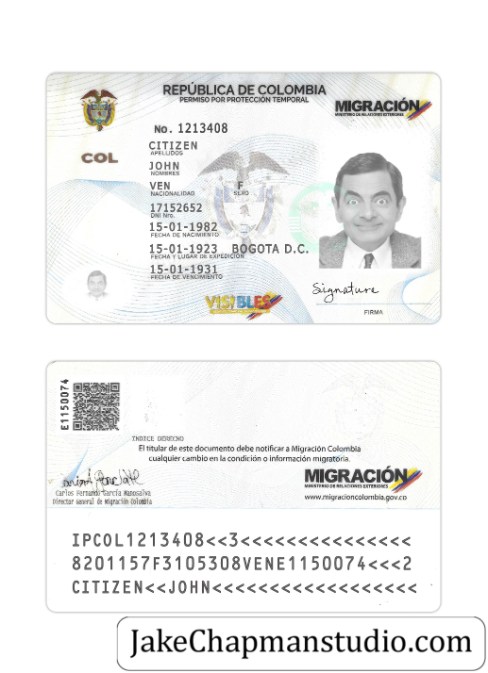 REPÚBLICA DE COLOMBIA
PERMISO POR PROTECCIÓN TEMPORAL
MIGRACIÓN
MINISTERIO DE RELACIONES EXTERIORES
No. 1213408
CITIZEN
APELLIDOS
COL
JOHN
NOMBRES
VEN F
NACIONALIDAD SEXO
17152652
DNI Nro.
15-01-1982
FECHA DE NACIMIENTO
15-01-1923 BOGOTA D.C.
FECHA Y LUGAR DE EXPEDICIÓN
15-01-1931
FECHA DE VENCIMIENTO
Signature
VISIBLES
FIRMA
E1150074
INDICE DERECHO
El titular de este documento debe notificar a Migración Colombia
cualquier cambio en la condición o información migratoria.
MIGRACIÓN
MINISTERIO DE RELACIONES EXTERIORES
Carlos Fernando García Manosalva
Director General de Migración Colombia
www.migracioncolombia.gov.co
IPCOL1213408<<3<<<<<<<<<<<<<<<
8201157F3105308VENE1150074<<<2
CITIZEN<<JOHN<<<<<<<<<<<<<<<<<
JakeChapmanstudio.com